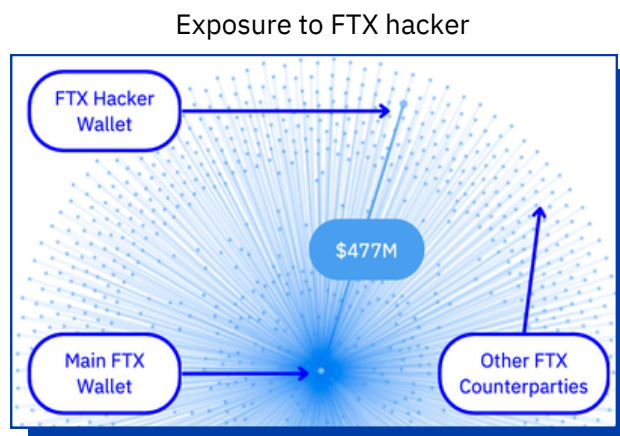 Exposure to FTX hacker
FTX Hacker
Wallet
$477M
Main FTX
Wallet
Other FTX
Counterparties